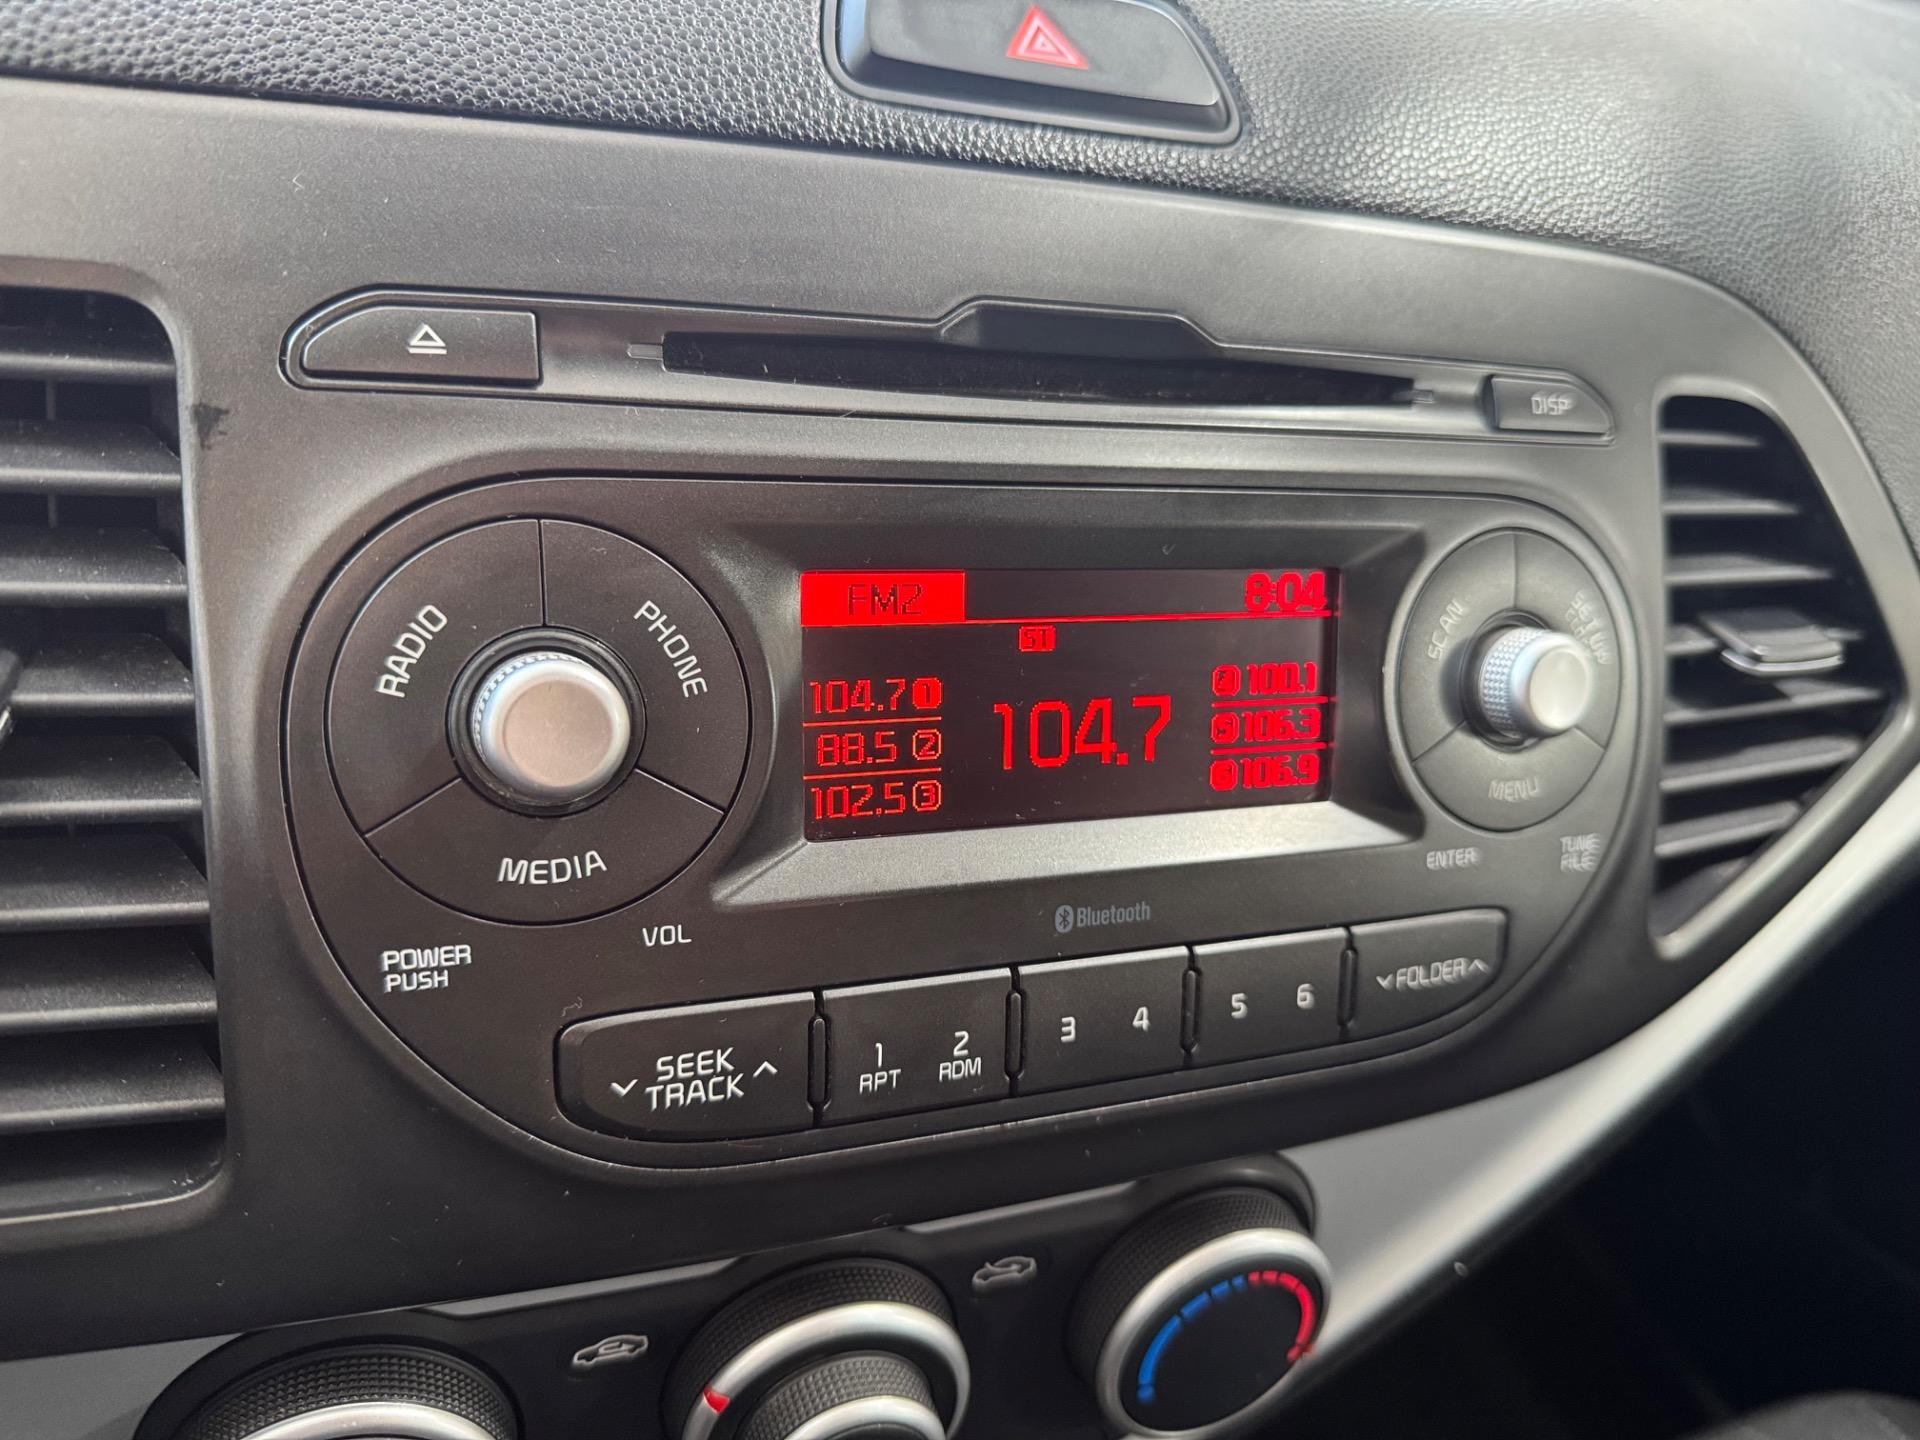 DISP
RADIO
PHONE
MEDIA
VOL
POWER
PUSH
FM2
8:04
ST
104.7 1
88.5 2
102.5 3
104.7
4 100.1
5 106.3
6 106.9
SCAN
SETUP
MENU
ENTER
TUNE
FILE
Bluetooth
SEEK
TRACK
1
RPT
2
RDM
3
4
5
6
FOLDER